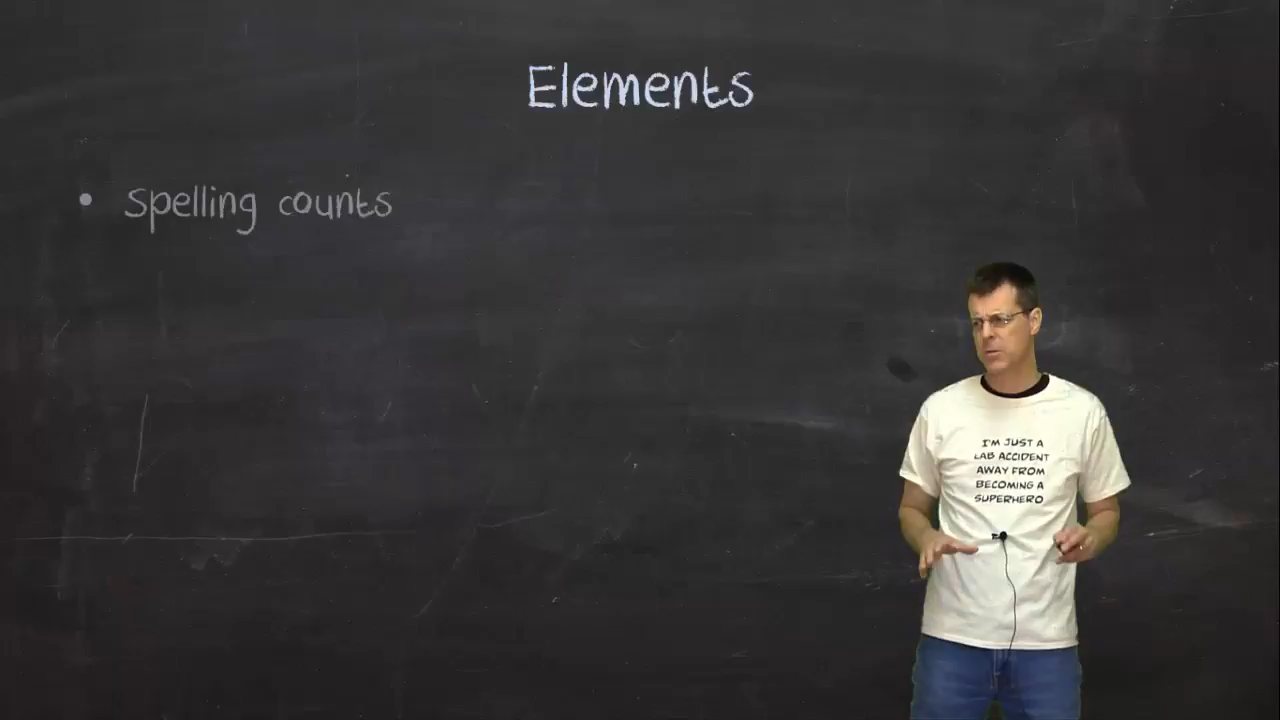 Elements
• Spelling counts
I'M JUST A
LAB ACCIDENT
AWAY FROM
BECOMING A
SUPERHERO